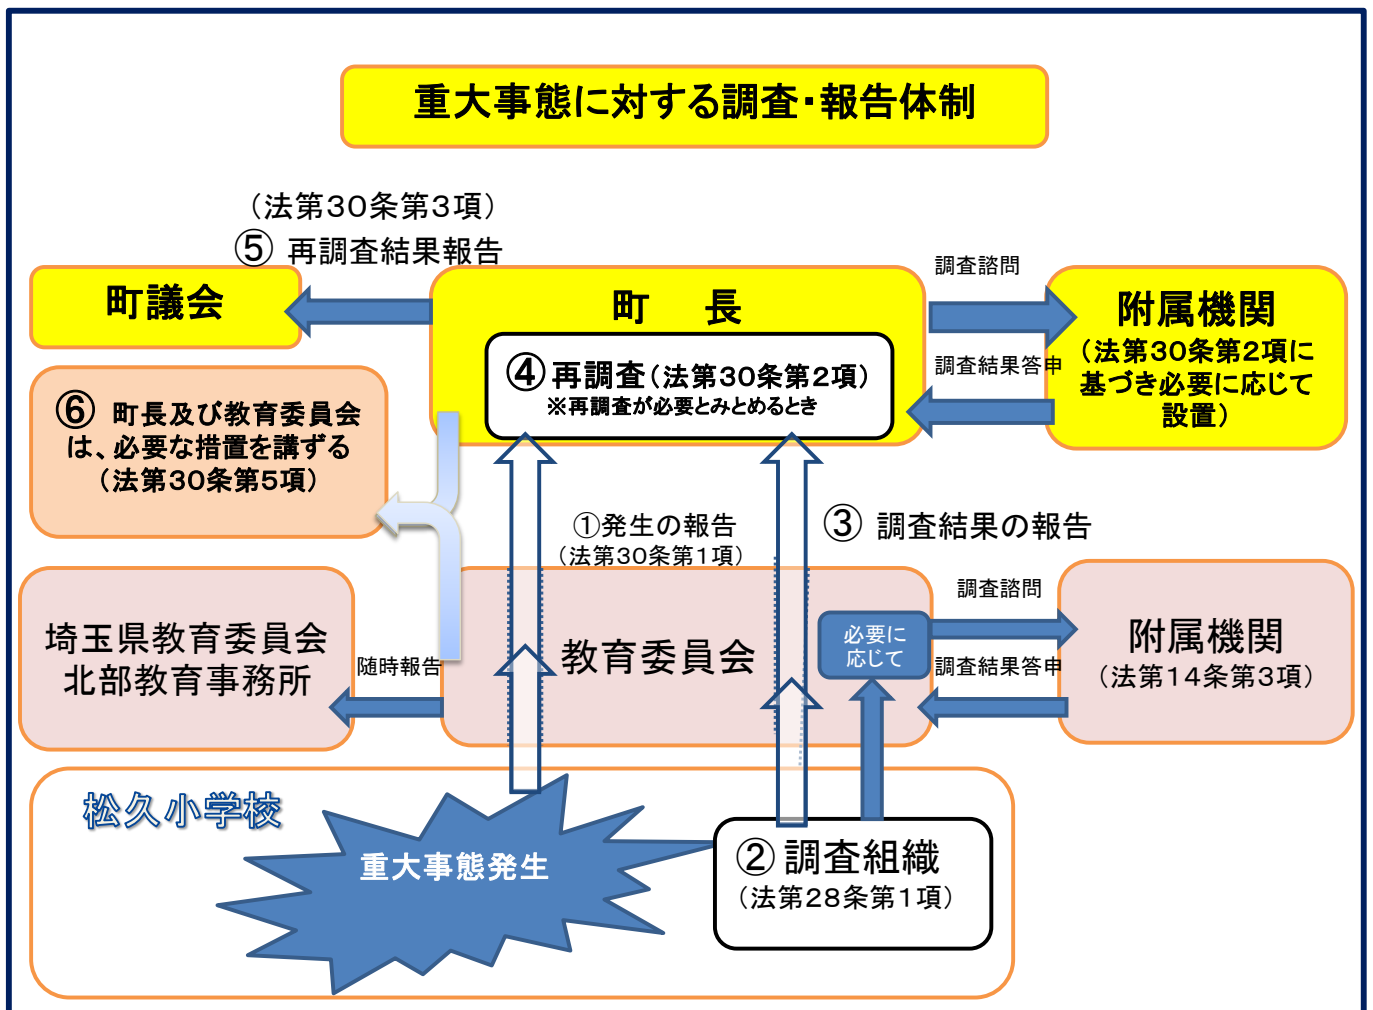 重大事態に対する調査・報告体制
（法第３０条第３項）
⑤ 再調査結果報告
町議会
町　長
④再調査（法第３０条第２項）
※再調査が必要とみとめるとき
調査諮問
調査結果答申
附属機関
（法第３０条第２項に
基づき必要に応じて
設置）
⑥ 町長及び教育委員会
は、必要な措置を講ずる
（法第３０条第５項）
①発生の報告
（法第３０条第１項）
③ 調査結果の報告
埼玉県教育委員会
北部教育事務所
随時報告
教育委員会
必要に
応じて
調査諮問
調査結果答申
附属機関
（法第１４条第３項）
松久小学校
重大事態発生
②調査組織
（法第２８条第１項）